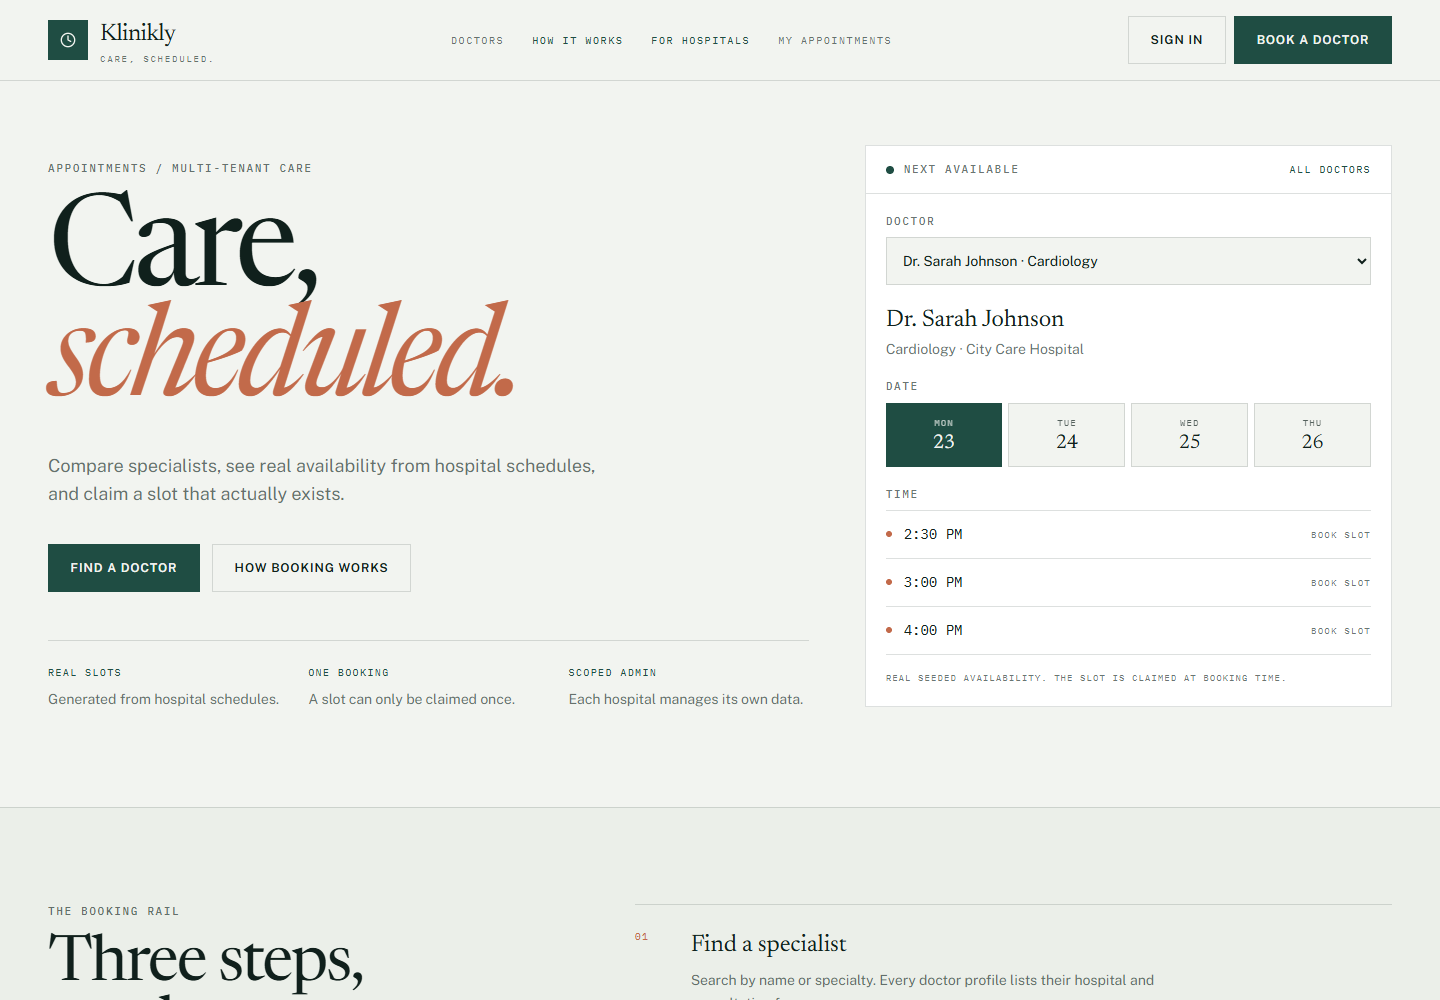 Klinikly
CARE, SCHEDULED.
DOCTORS
HOW IT WORKS
FOR HOSPITALS
MY APPOINTMENTS
SIGN IN
BOOK A DOCTOR
APPOINTMENTS / MULTI-TENANT CARE
Care,
scheduled.
Compare specialists, see real availability from hospital schedules,
and claim a slot that actually exists.
FIND A DOCTOR
HOW BOOKING WORKS
REAL SLOTS
Generated from hospital schedules.
ONE BOOKING
A slot can only be claimed once.
SCOPED ADMIN
Each hospital manages its own data.
NEXT AVAILABLE
ALL DOCTORS
DOCTOR
Dr. Sarah Johnson · Cardiology
Dr. Sarah Johnson
Cardiology · City Care Hospital
DATE
MON
23
TUE
24
WED
25
THU
26
TIME
2:30 PM
BOOK SLOT
3:00 PM
BOOK SLOT
4:00 PM
BOOK SLOT
REAL SEEDED AVAILABILITY. THE SLOT IS CLAIMED AT BOOKING TIME.
THE BOOKING RAIL
Three steps,
01
Find a specialist
Search by name or specialty. Every doctor profile lists their hospital and